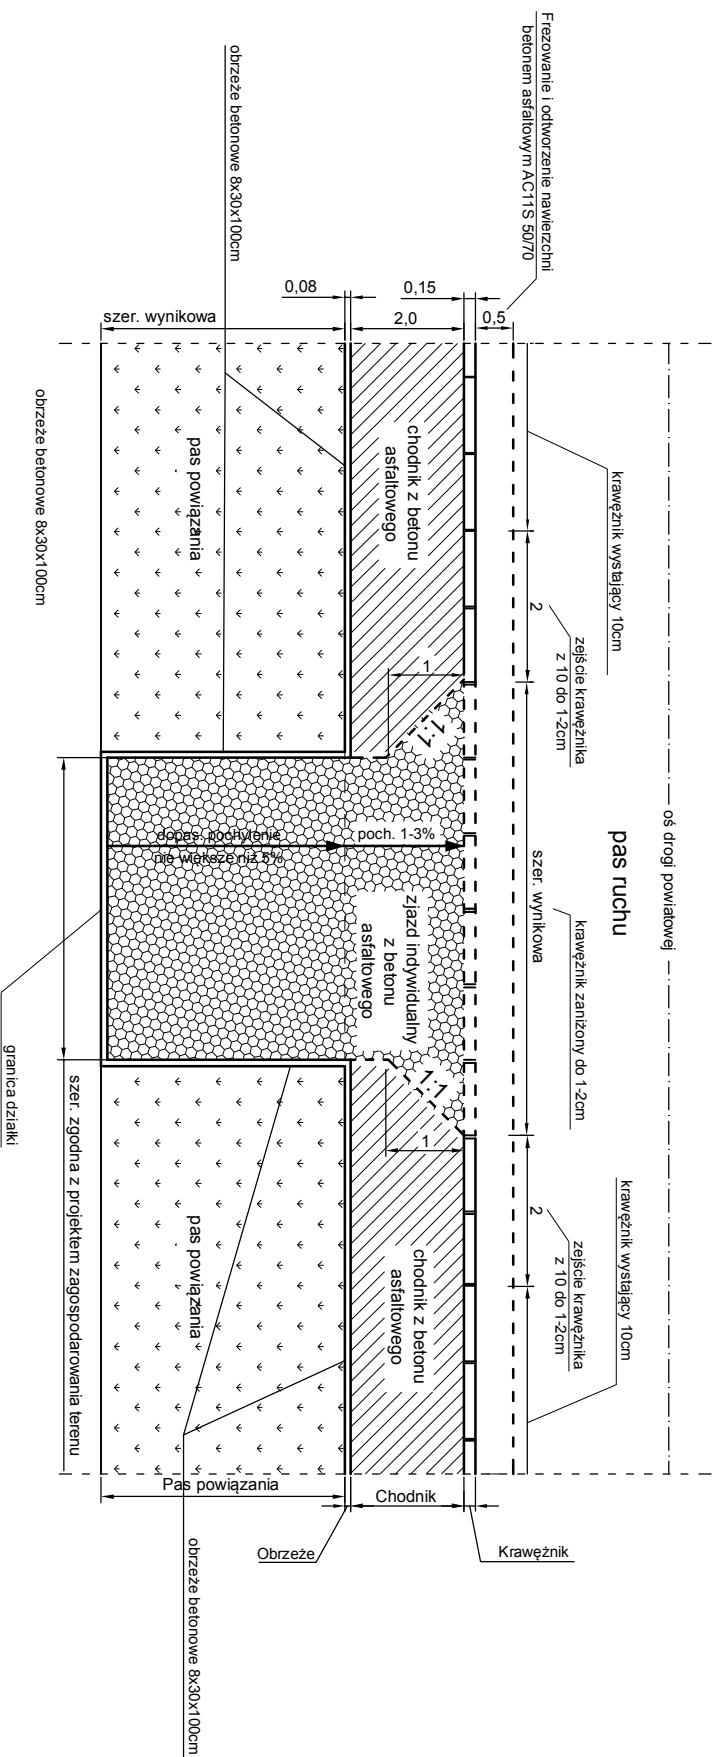 oś drogi powiatowej
pas ruchu
Frezowanie i odtworzenie nawierzchni
betonem asfaltowym AC11S 50/70
krawężnik wystający 10cm
zejście krawężnika
z 10 do 1-2cm
2
krawężnik zaniżony do 1-2cm
szer. wynikowa
krawężnik wystający 10cm
zejście krawężnika
z 10 do 1-2cm
2
0,5
0,15
2,0
0,08
szer. wynikowa
chodnik z betonu
asfaltowego
1
1:1
zjazd indywidualny
z betonu
asfaltowego
poch. 1-3%
dopas. pochylenie
nie większe niż 5%
1:1
1
chodnik z betonu
asfaltowego
Krawężnik
Chodnik
Obrzeże
Pas powiązania
obrzeże betonowe 8x30x100cm
pas powiązania
pas powiązania
obrzeże betonowe 8x30x100cm
obrzeże betonowe 8x30x100cm
szer. zgodna z projektem zagospodarowania terenu
granica działki